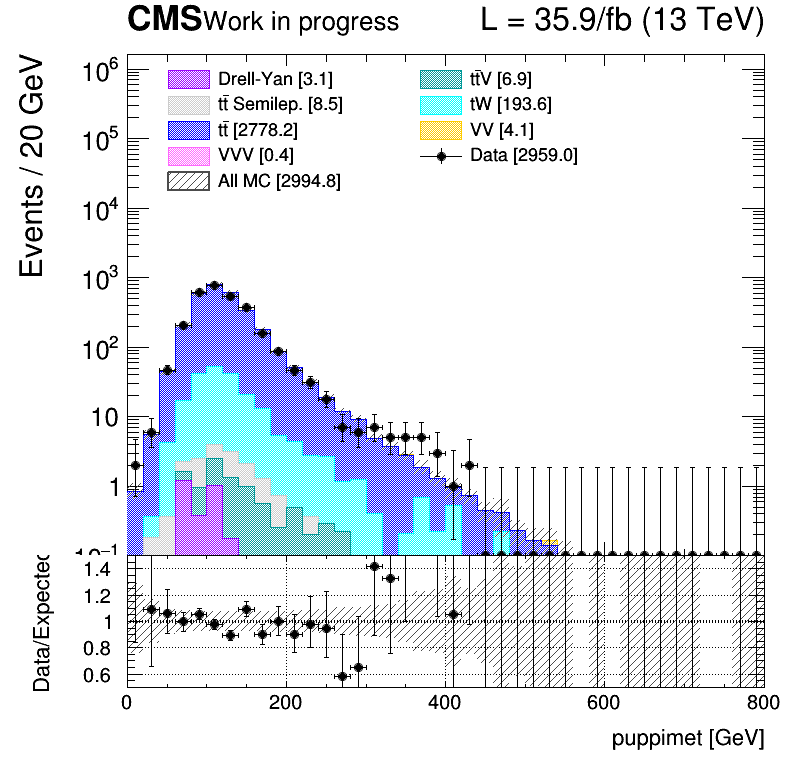 CMS Work in progress L = 35.9/fb (13 TeV)
Events / 20 GeV
10⁶
10⁵
10⁴
10³
10²
10
1
10⁻¹
Drell-Yan [3.1]
tt̄ Semilep. [8.5]
tt̄ [2778.2]
VVV [0.4]
All MC [2994.8]
tt̄V [6.9]
tW [193.6]
VV [4.1]
Data [2959.0]
Data/Expected
1.4
1.2
1
0.8
0.6
0 200 400 600 800
puppimet [GeV]